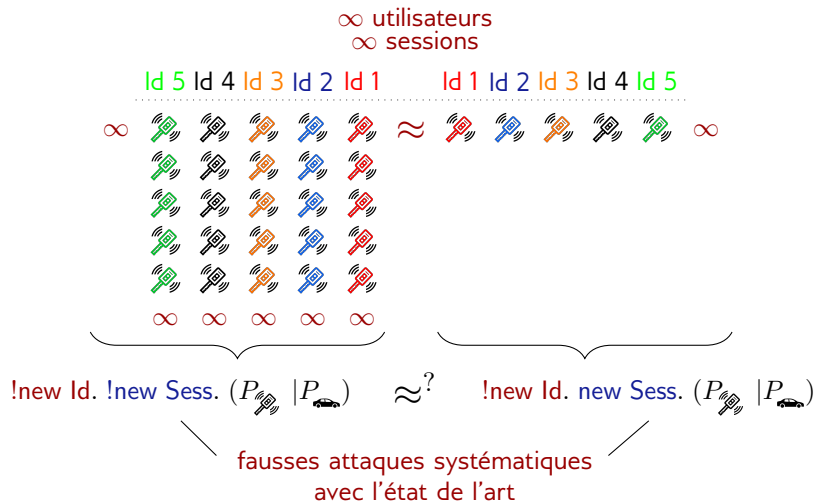 ∞ utilisateurs
∞ sessions
Id 5 Id 4 Id 3 Id 2 Id 1 Id 1 Id 2 Id 3 Id 4 Id 5
∞ ≈ ∞
∞ ∞ ∞ ∞ ∞
!new Id. !new Sess. (P |P ) ≈? !new Id. new Sess. (P |P )
fausses attaques systématiques
avec l'état de l'art